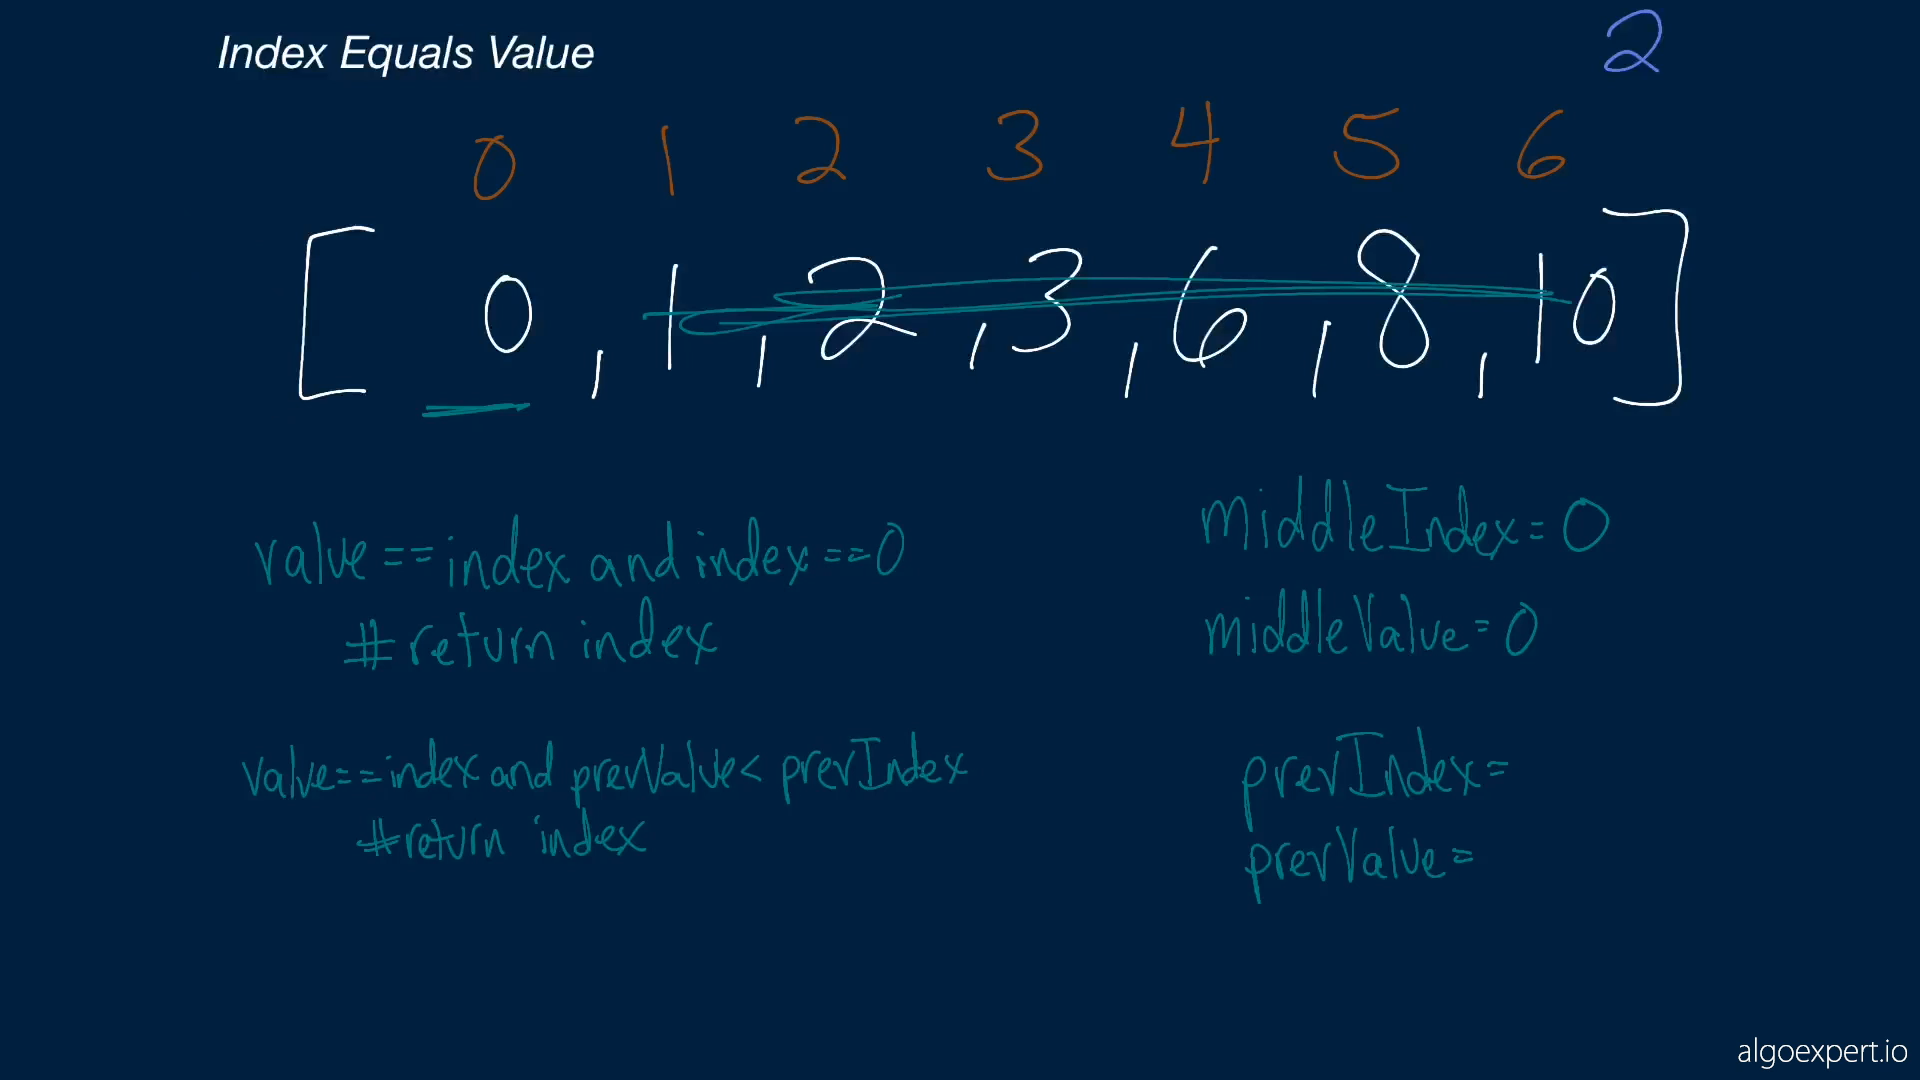 Index Equals Value
2
0 1 2 3 4 5 6
[ 0 , 1 , 2 , 3 , 6 , 8 , 10 ]
value == index and index == 0
# return index
value == index and prevValue < prevIndex
# return index
middleIndex = 0
middleValue = 0
prevIndex =
prevValue =
algoexpert.io